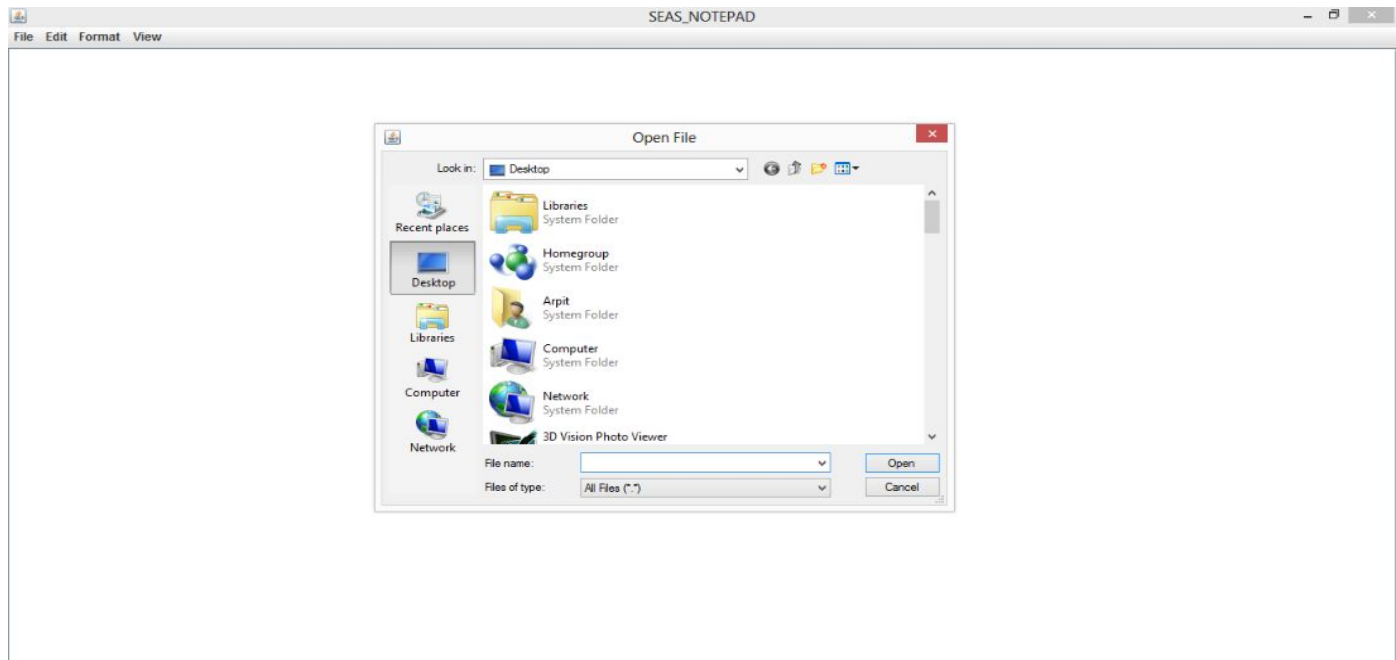 SEAS_NOTEPAD
File Edit Format View
Open File
Look in: Desktop
Recent places
Desktop
Libraries
Computer
Network
Libraries
System Folder
Homegroup
System Folder
Arpit
System Folder
Computer
System Folder
Network
System Folder
3D Vision Photo Viewer
File name:
Open
Files of type: All Files (*.*)
Cancel